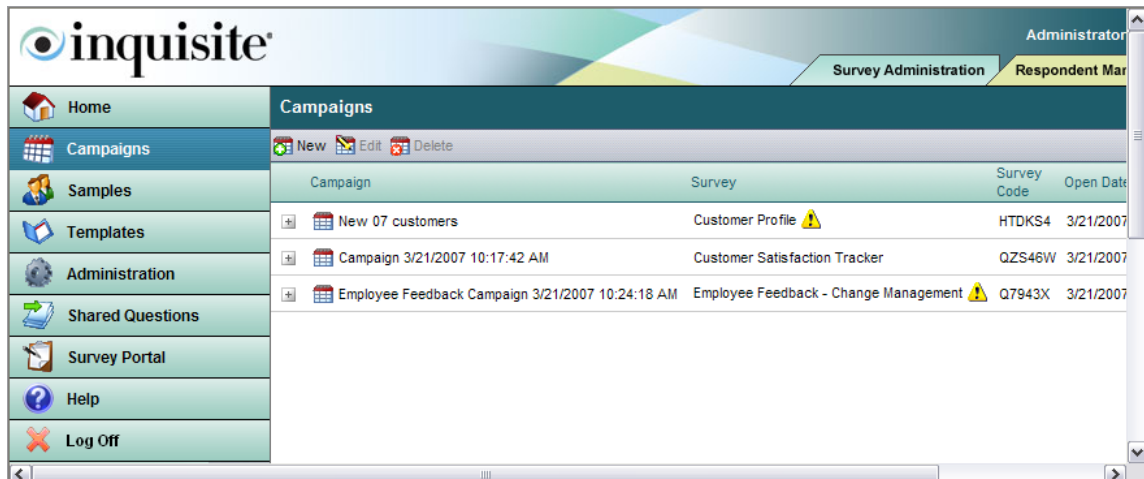 inquisite
Administrator
Survey Administration
Respondent Mar
Home
Campaigns
Samples
Templates
Administration
Shared Questions
Survey Portal
Help
Log Off
Campaigns
New Edit Delete
Campaign Survey Survey Code Open Date
New 07 customers Customer Profile HTDKS4 3/21/2007
Campaign 3/21/2007 10:17:42 AM Customer Satisfaction Tracker QZS46W 3/21/2007
Employee Feedback Campaign 3/21/2007 10:24:18 AM Employee Feedback - Change Management Q7943X 3/21/2007